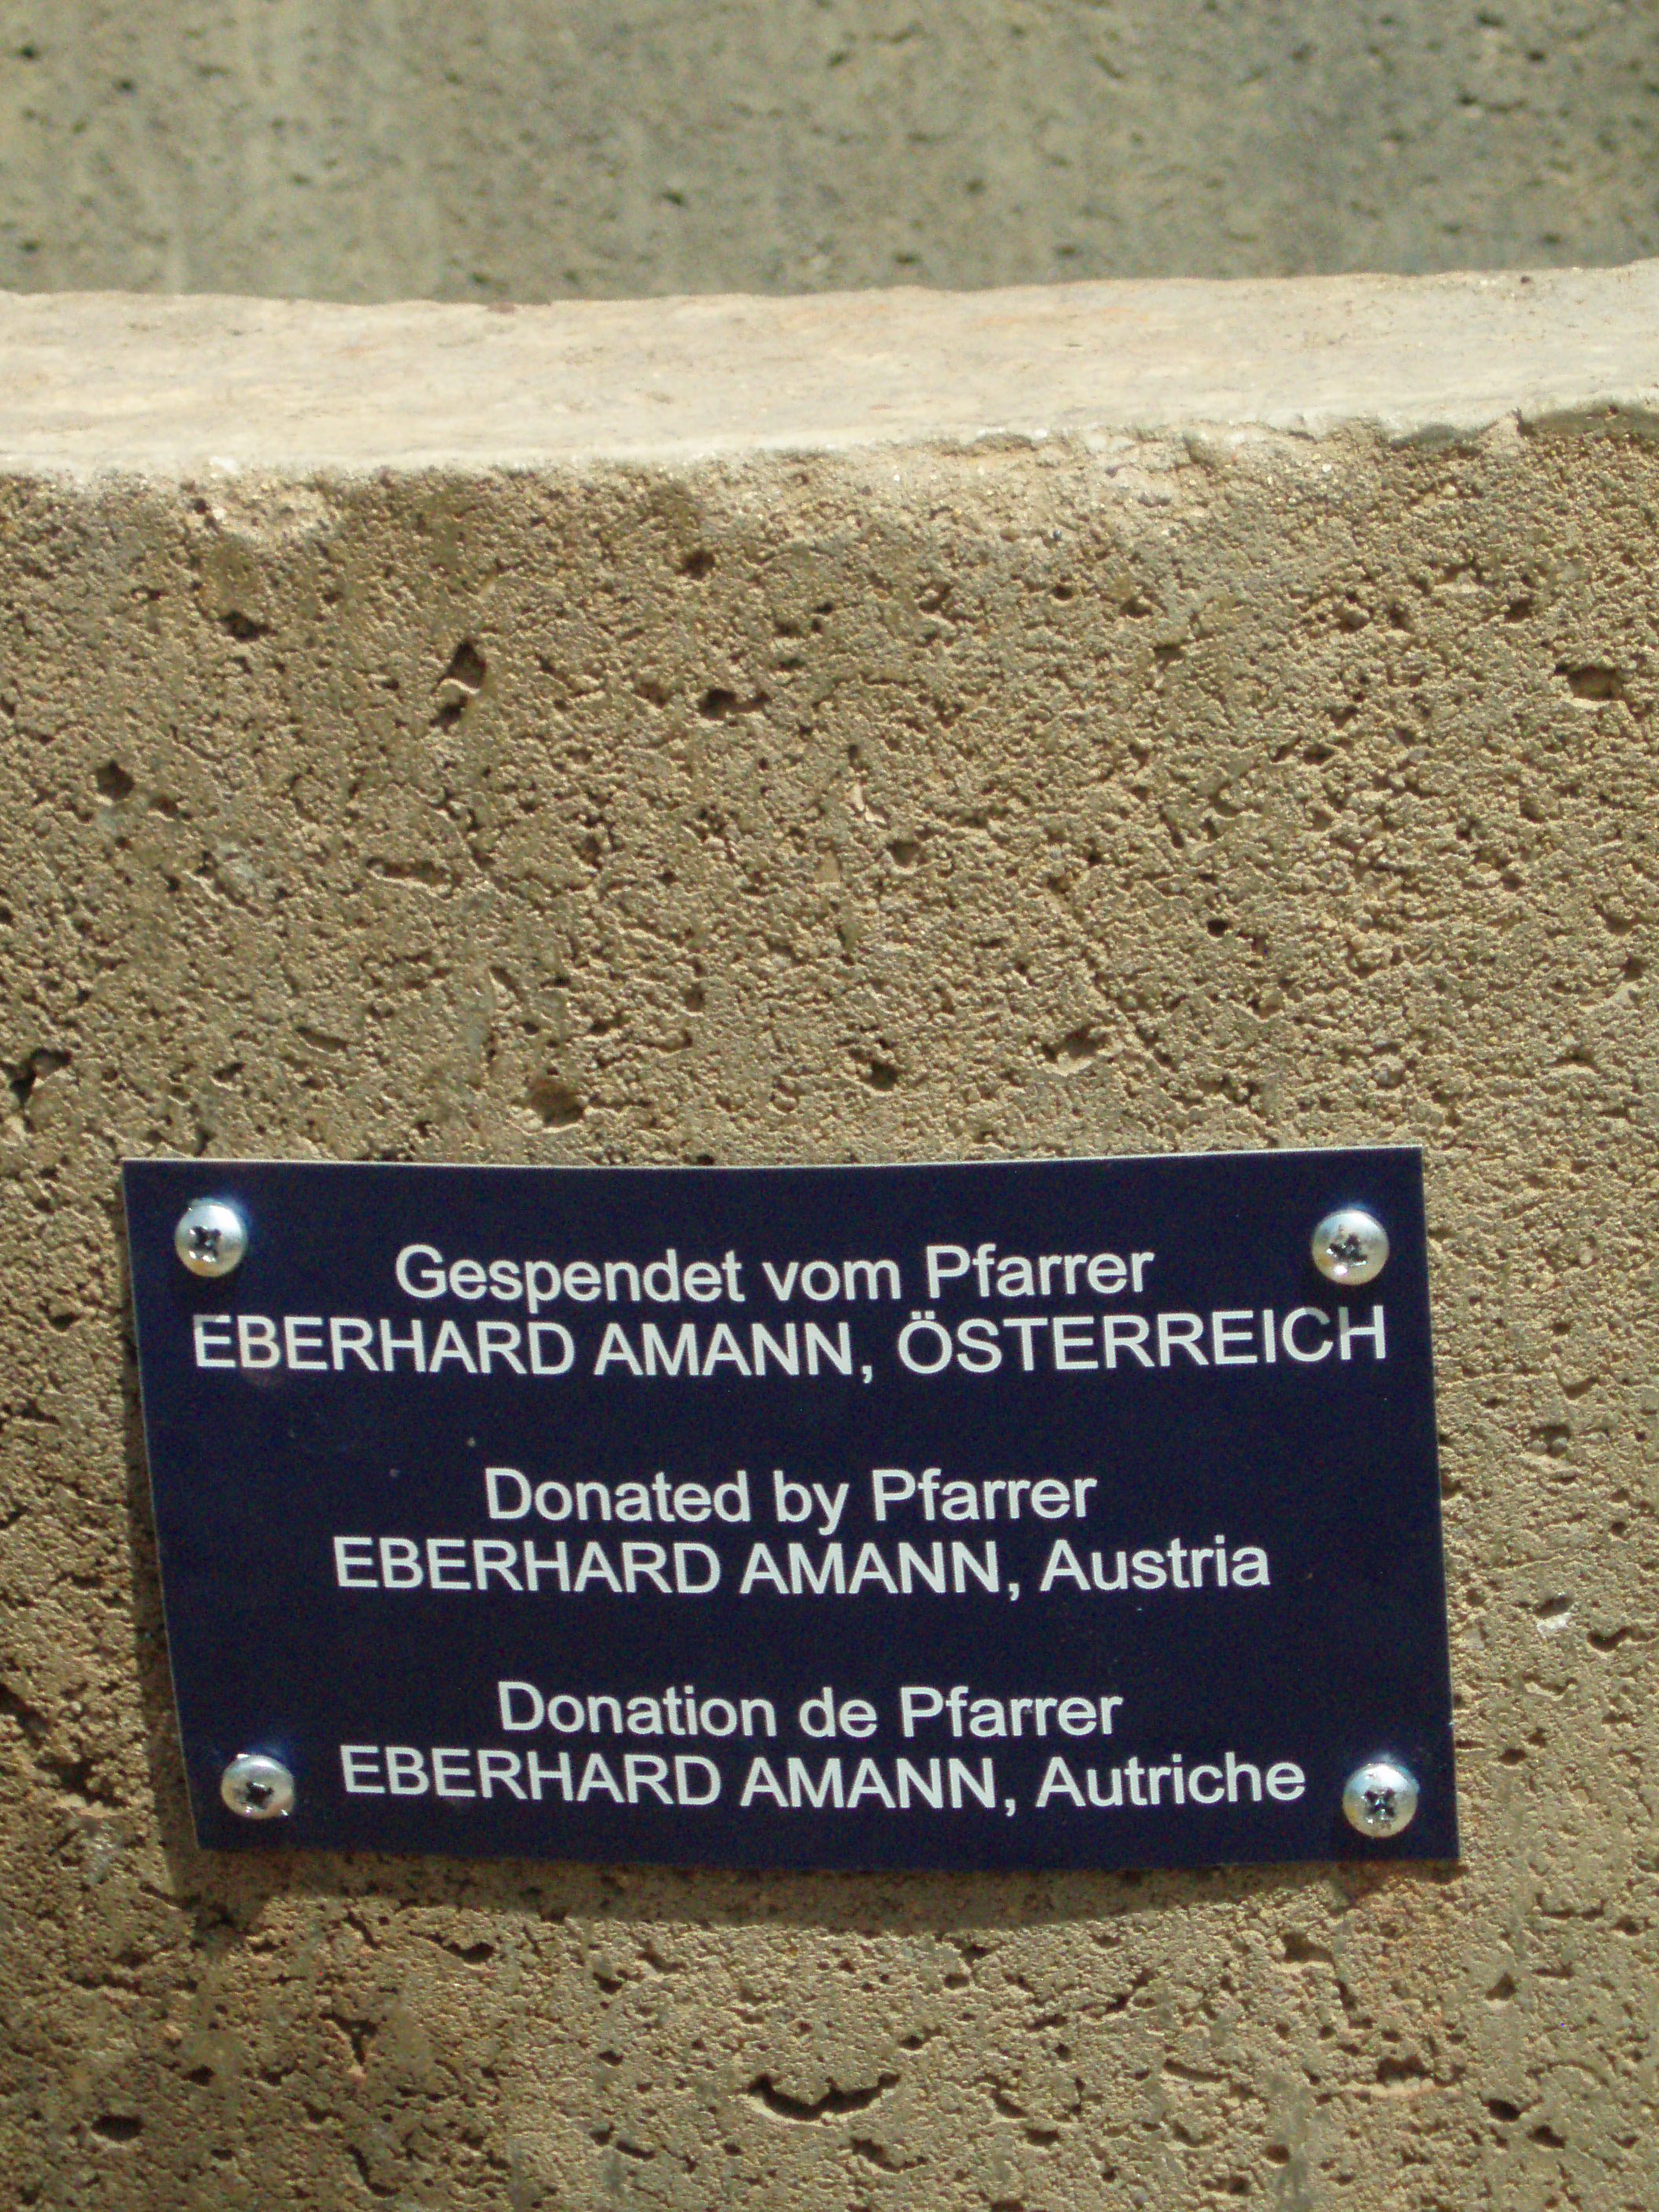 Gespendet vom Pfarrer
EBERHARD AMANN, ÖSTERREICH
Donated by Pfarrer
EBERHARD AMANN, Austria
Donation de Pfarrer
EBERHARD AMANN, Autriche